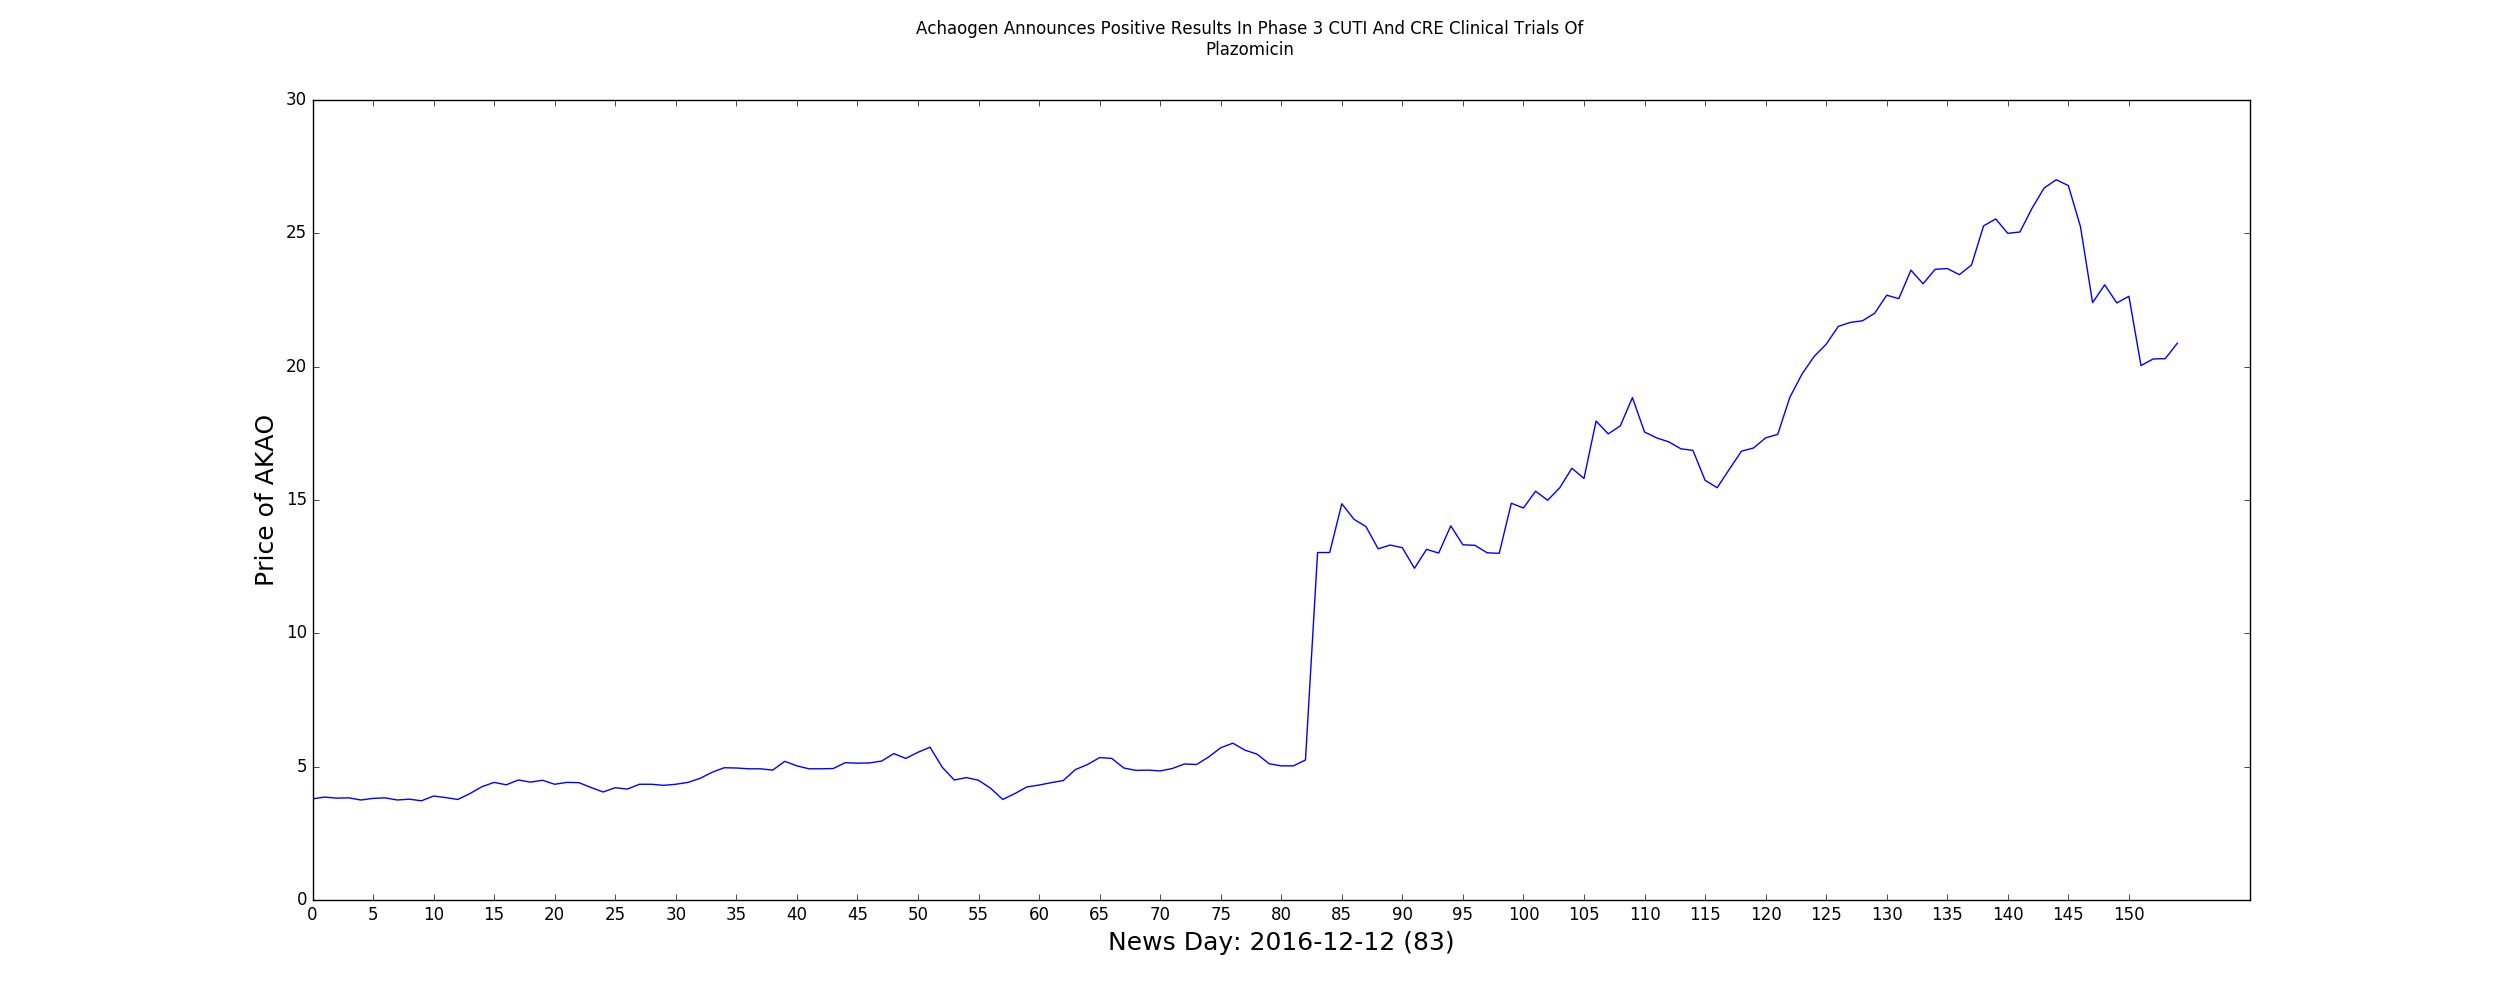 Achaogen Announces Positive Results In Phase 3 CUTI And CRE Clinical Trials Of
Plazomicin
30
25
20
15
10
5
0
Price of AKAO
0 5 10 15 20 25 30 35 40 45 50 55 60 65 70 75 80 85 90 95 100 105 110 115 120 125 130 135 140 145 150
News Day: 2016-12-12 (83)